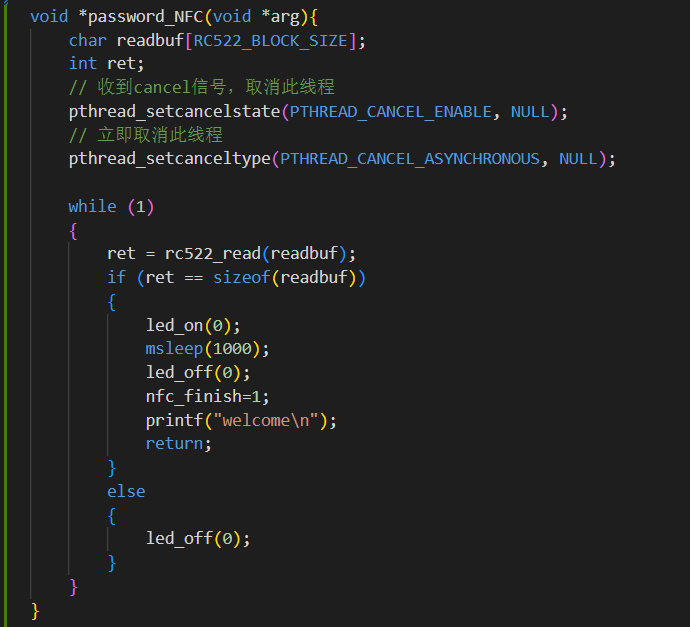 void *password_NFC(void *arg){
    char readbuf[RC522_BLOCK_SIZE];
    int ret;
    // 收到cancel信号，取消此线程
    pthread_setcancelstate(PTHREAD_CANCEL_ENABLE, NULL);
    // 立即取消此线程
    pthread_setcanceltype(PTHREAD_CANCEL_ASYNCHRONOUS, NULL);
    while (1)
    {
        ret = rc522_read(readbuf);
        if (ret == sizeof(readbuf))
        {
            led_on(0);
            msleep(1000);
            led_off(0);
            nfc_finish=1;
            printf("welcome\n");
            return;
        }
        else
        {
            led_off(0);
        }
    }
}